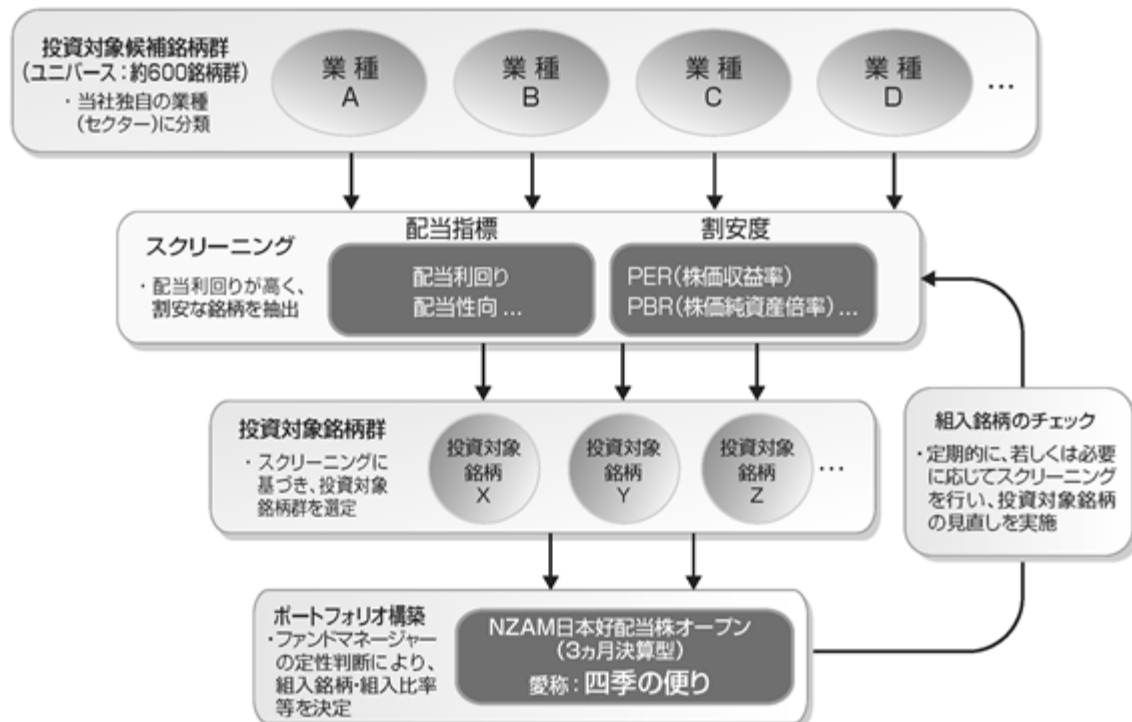 投資対象候補銘柄群
(ユニバース：約600銘柄群)
・当社独自の業種
(セクター)に分類
業種
A
業種
B
業種
C
業種
D
…
スクリーニング
・配当利回りが高く、
割安な銘柄を抽出
配当指標
配当利回り
配当性向 …
割安度
PER(株価収益率)
PBR(株価純資産倍率) …
投資対象銘柄群
・スクリーニングに
基づき、投資対象
銘柄群を選定
投資対象
銘柄
X
投資対象
銘柄
Y
投資対象
銘柄
Z
…
組入銘柄のチェック
・定期的に、若しくは必要
に応じてスクリーニング
を行い、投資対象銘柄
の見直しを実施
ポートフォリオ構築
・ファンドマネージャー
の定性判断により、
組入銘柄・組入比率
等を決定
NZAM日本好配当株オープン
(3ヵ月決算型)
愛称：四季の便り